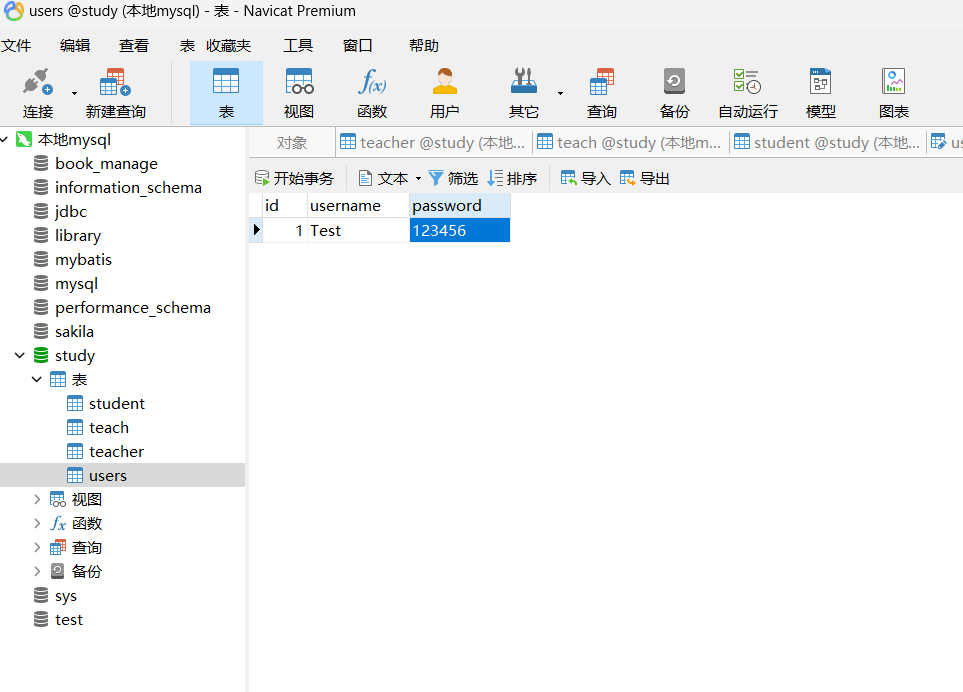 users @study (本地mysql) - 表 - Navicat Premium
文件 编辑 查看 表 收藏夹 工具 窗口 帮助
连接 新建查询 表 视图 函数 用户 其它 查询 备份 自动运行 模型 图表
本地mysql
book_manage
information_schema
jdbc
library
mybatis
mysql
performance_schema
sakila
study
表
student
teach
teacher
users
视图
函数
查询
备份
sys
test
对象 teacher @study (本地... teach @study (本地m... student @study (本地... us
开始事务 文本 筛选 排序 导入 导出
id username password
1 Test 123456